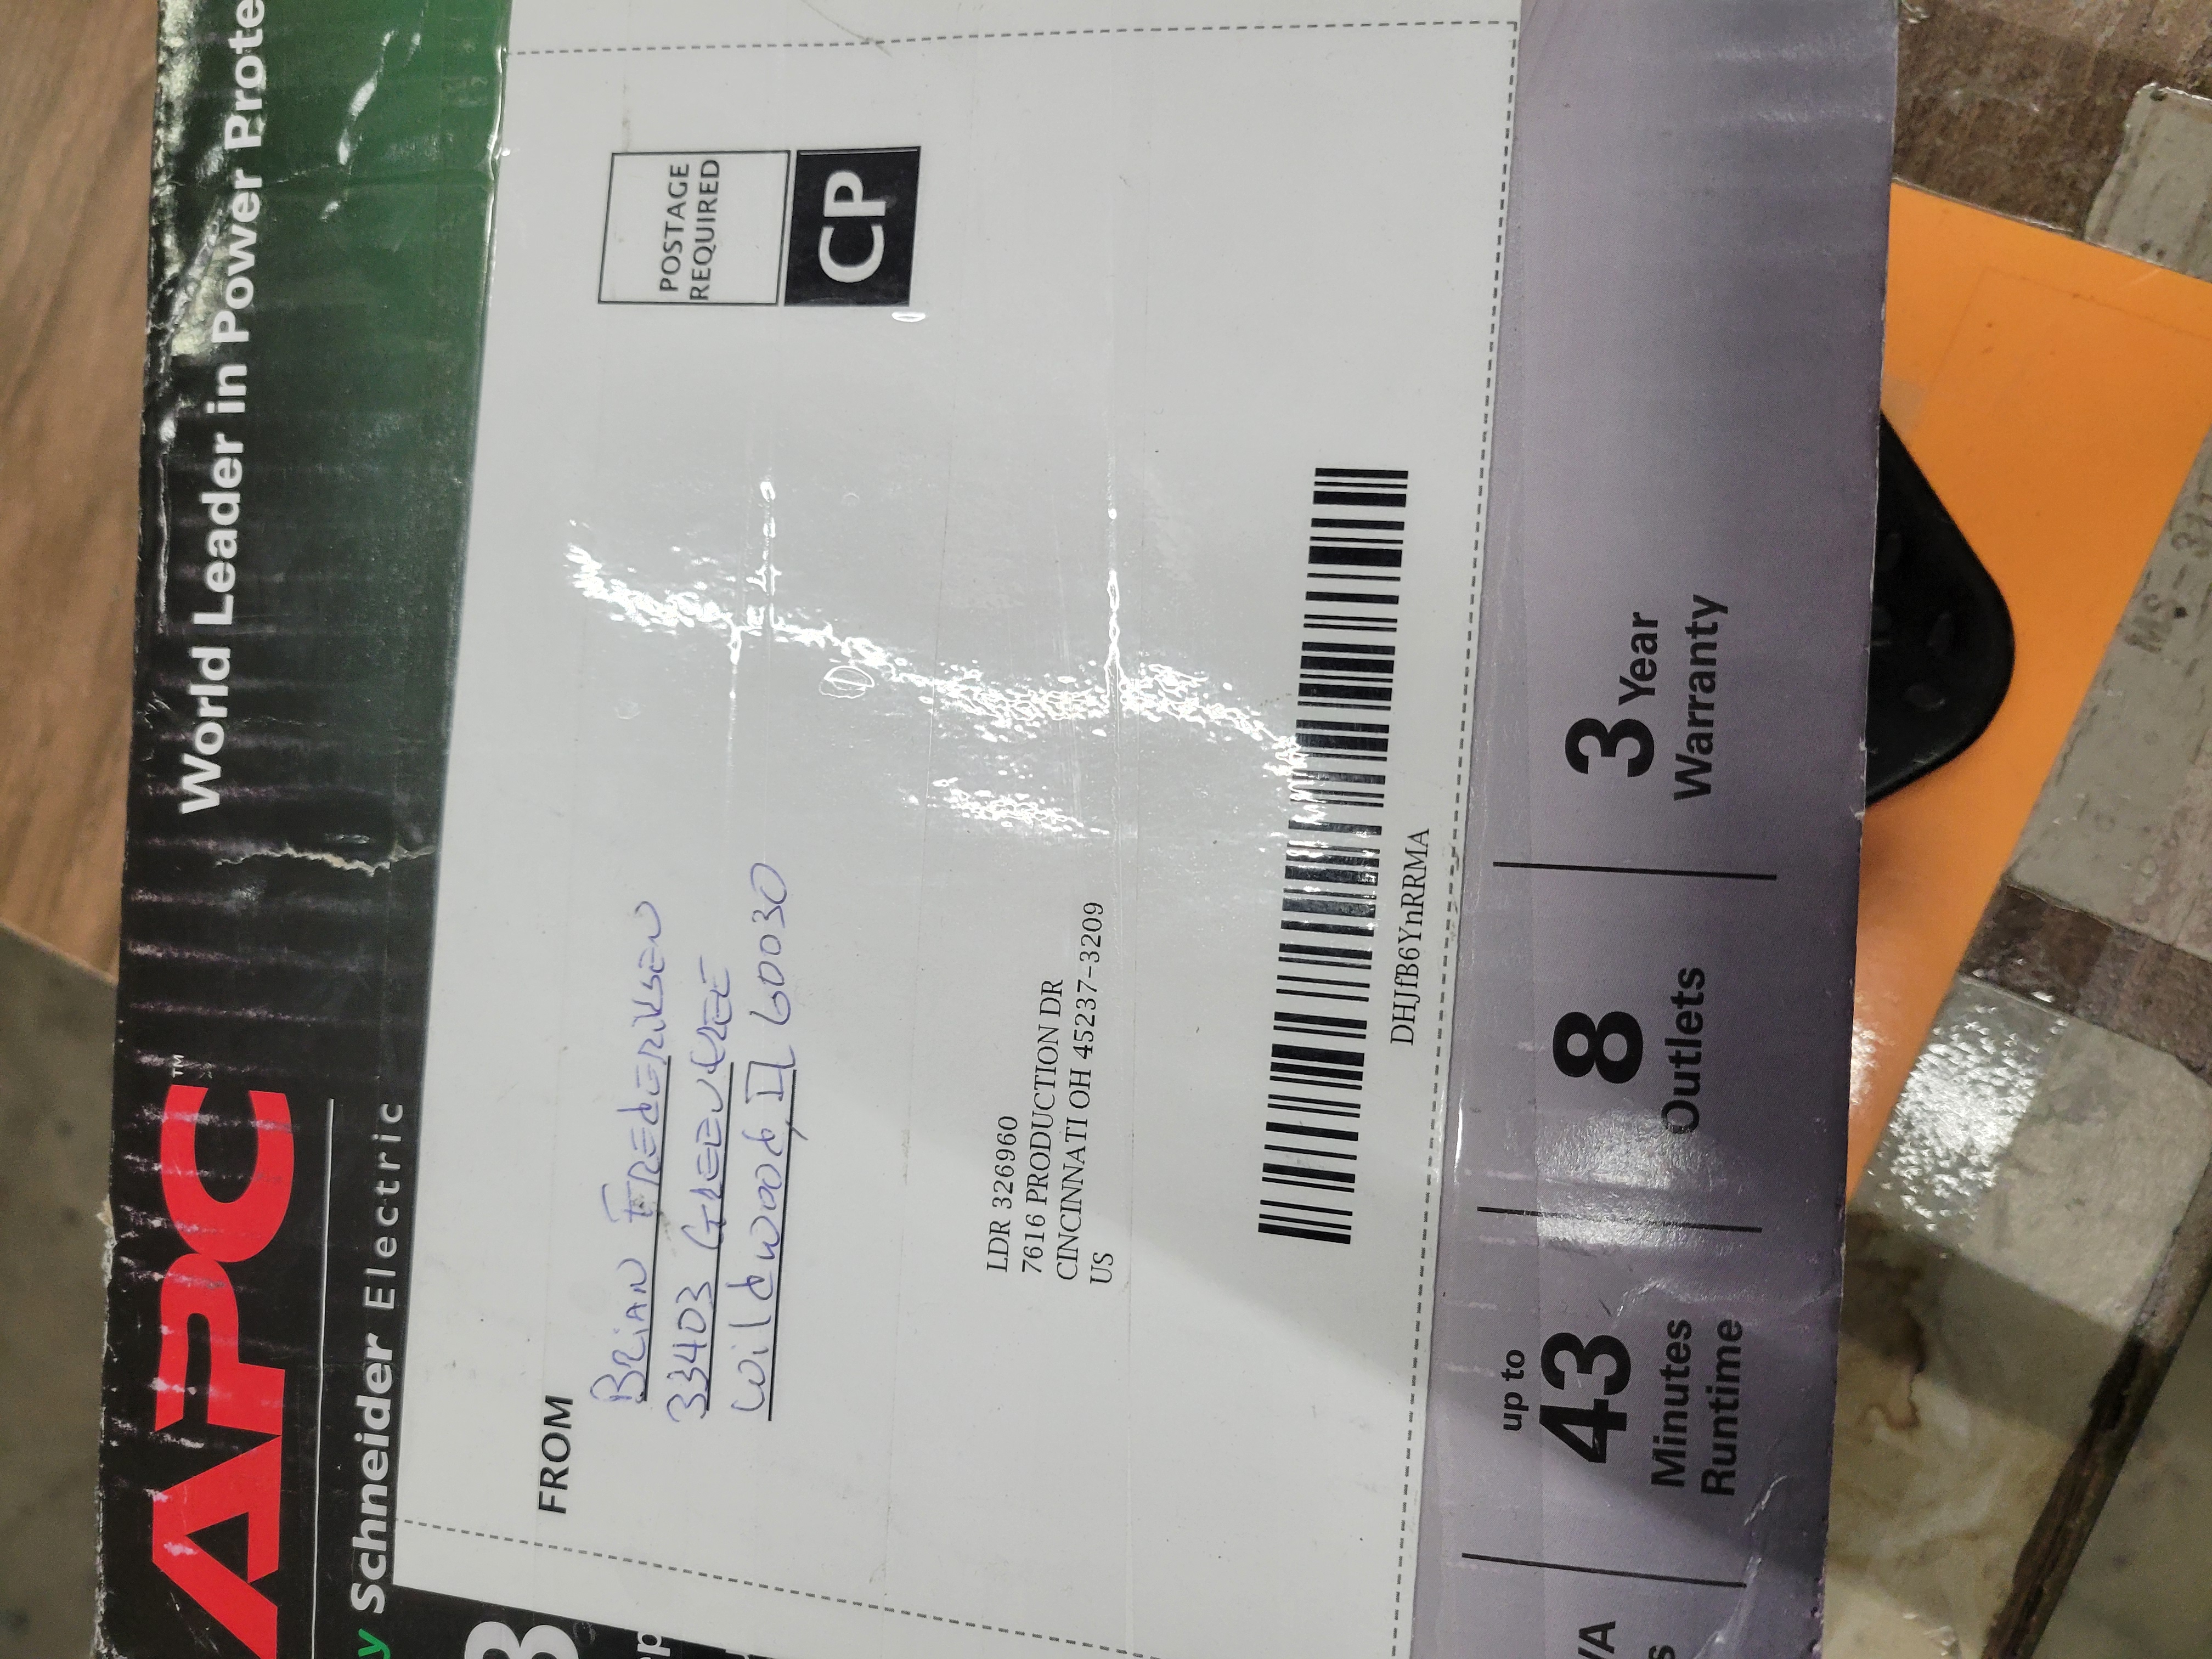 APC™
by Schneider Electric
World Leader in Power Prote
FROM
BRIAN FREDERIKSEN
33403 GREENTREE
Wildwood, IL 60030
POSTAGE
REQUIRED
CP
LDR 326960
7616 PRODUCTION DR
CINCINNATI OH 45237-3209
US
DHJfB6YnRRMA
up to
43
Minutes
Runtime
8
Outlets
3 Year
Warranty